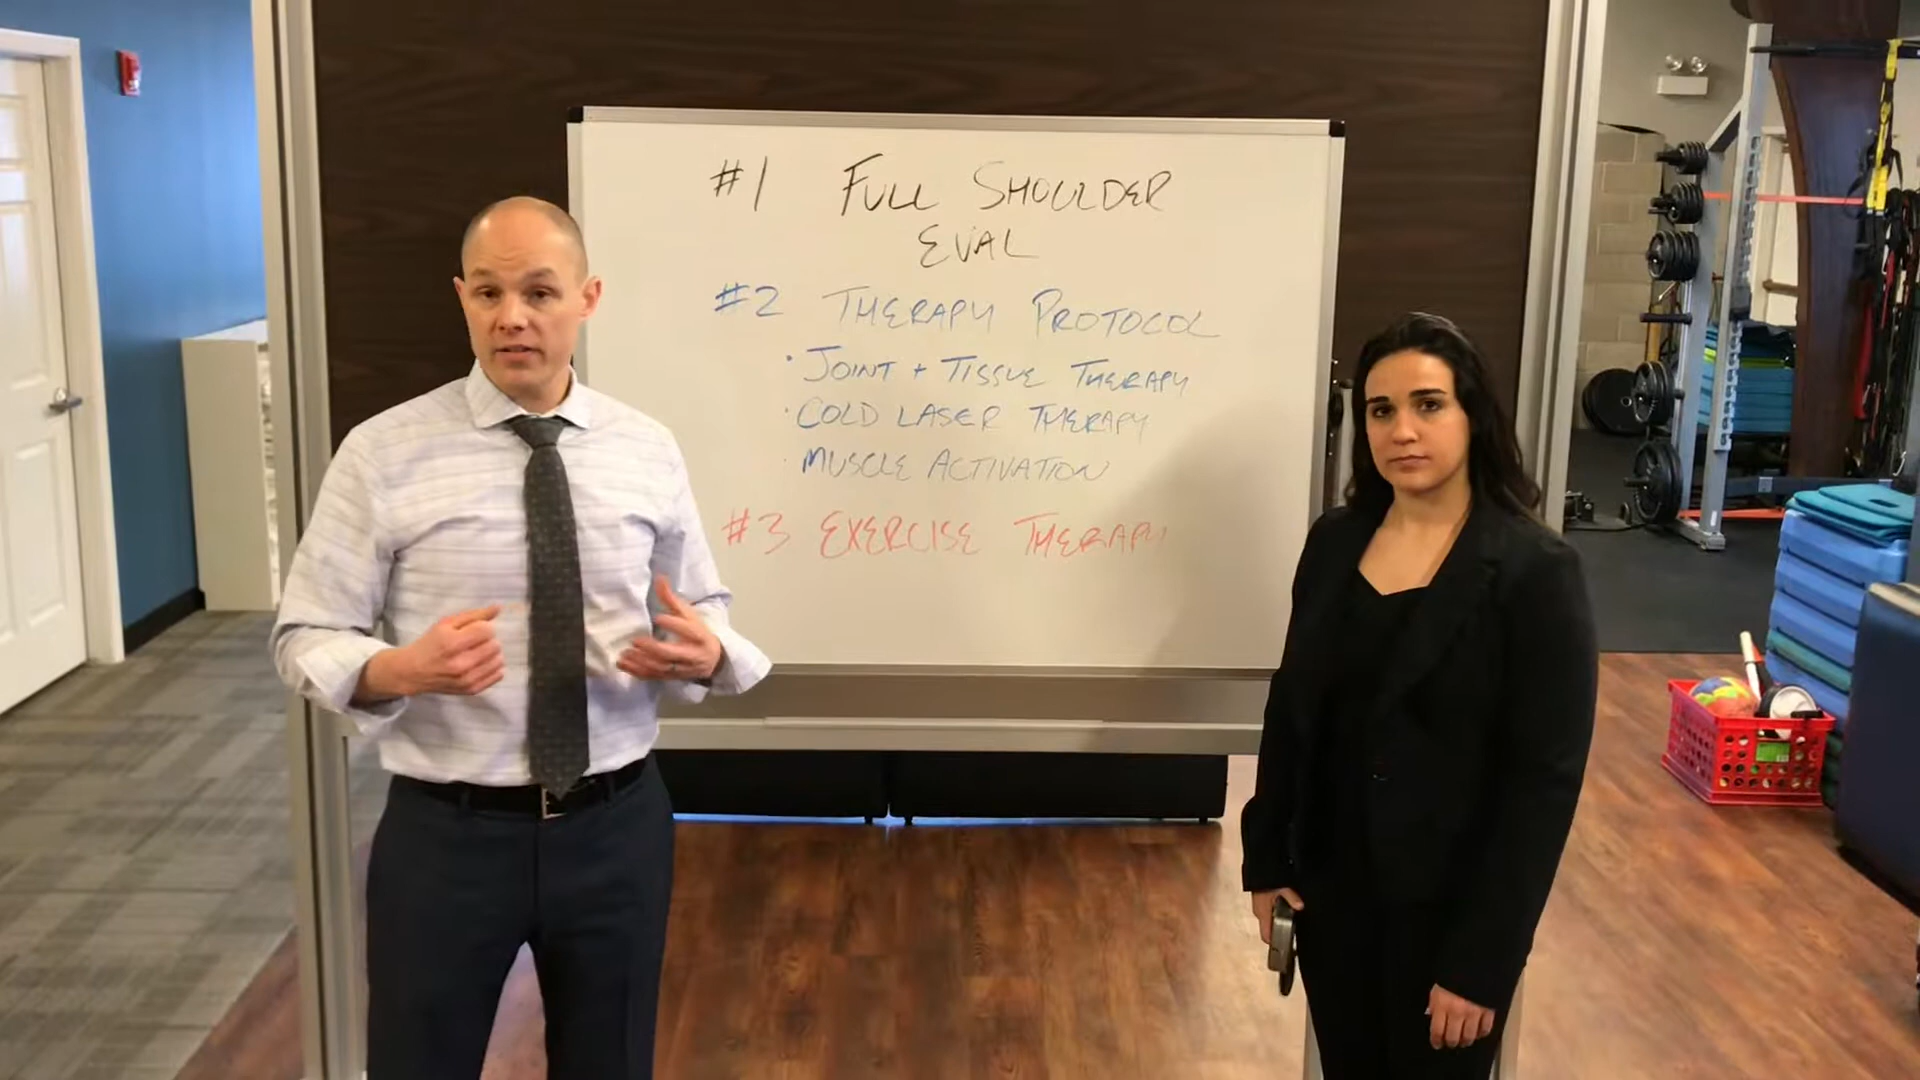 #1 FULL SHOULDER
EVAL
#2 THERAPY PROTOCOL
· JOINT + TISSUE THERAPY
· COLD LASER THERAPY
· MUSCLE ACTIVATION
#3 EXERCISE THERAPY